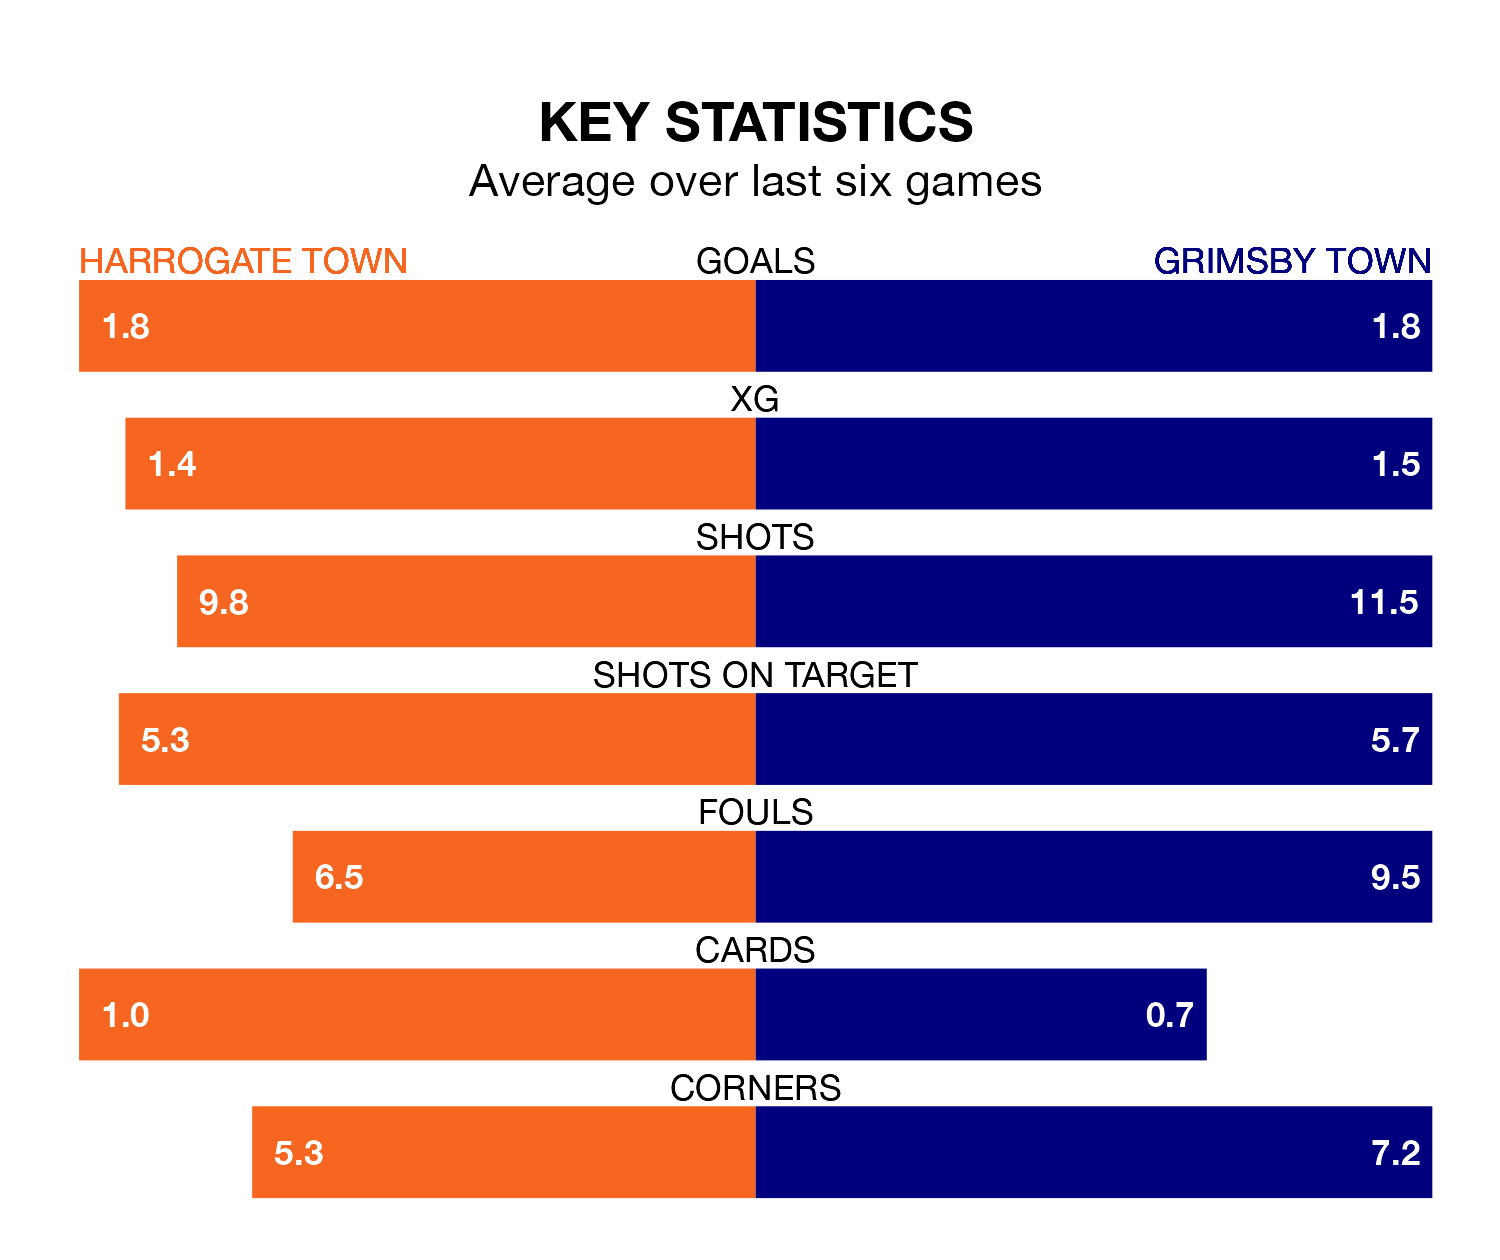 KEY STATISTICS
Average over last six games
HARROGATE TOWN GOALS GRIMSBY TOWN
1.8 1.8
XG
1.4 1.5
SHOTS
9.8 11.5
SHOTS ON TARGET
5.3 5.7
FOULS
6.5 9.5
CARDS
1.0 0.7
CORNERS
5.3 7.2